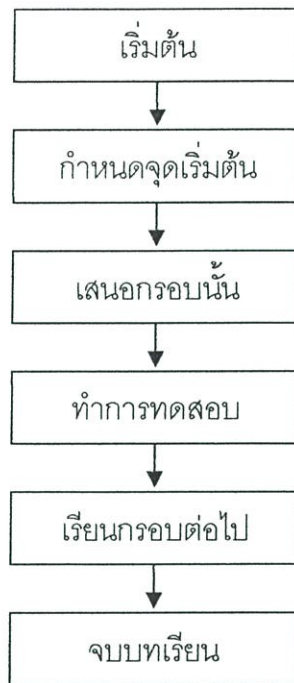 เริ่มต้น
กำหนดจุดเริ่มต้น
เสนอกรอบนั้น
ทำการทดสอบ
เรียนกรอบต่อไป
จบบทเรียน